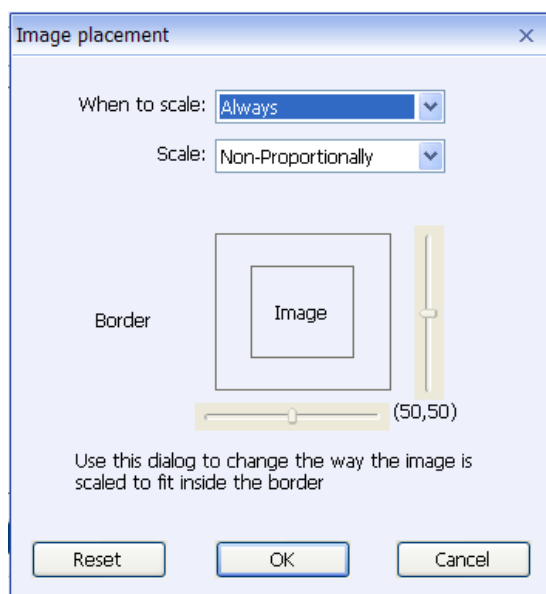 Image placement
When to scale: Always
Scale: Non-Proportionally
Border
Image
(50,50)
Use this dialog to change the way the image is
scaled to fit inside the border
Reset OK Cancel